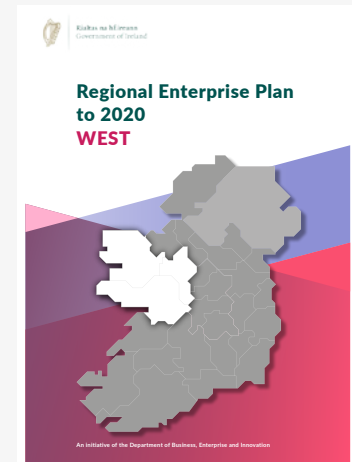 Rialtas na hÉireann
Government of Ireland
Regional Enterprise Plan
to 2020
WEST
An initiative of the Department of Business, Enterprise and Innovation